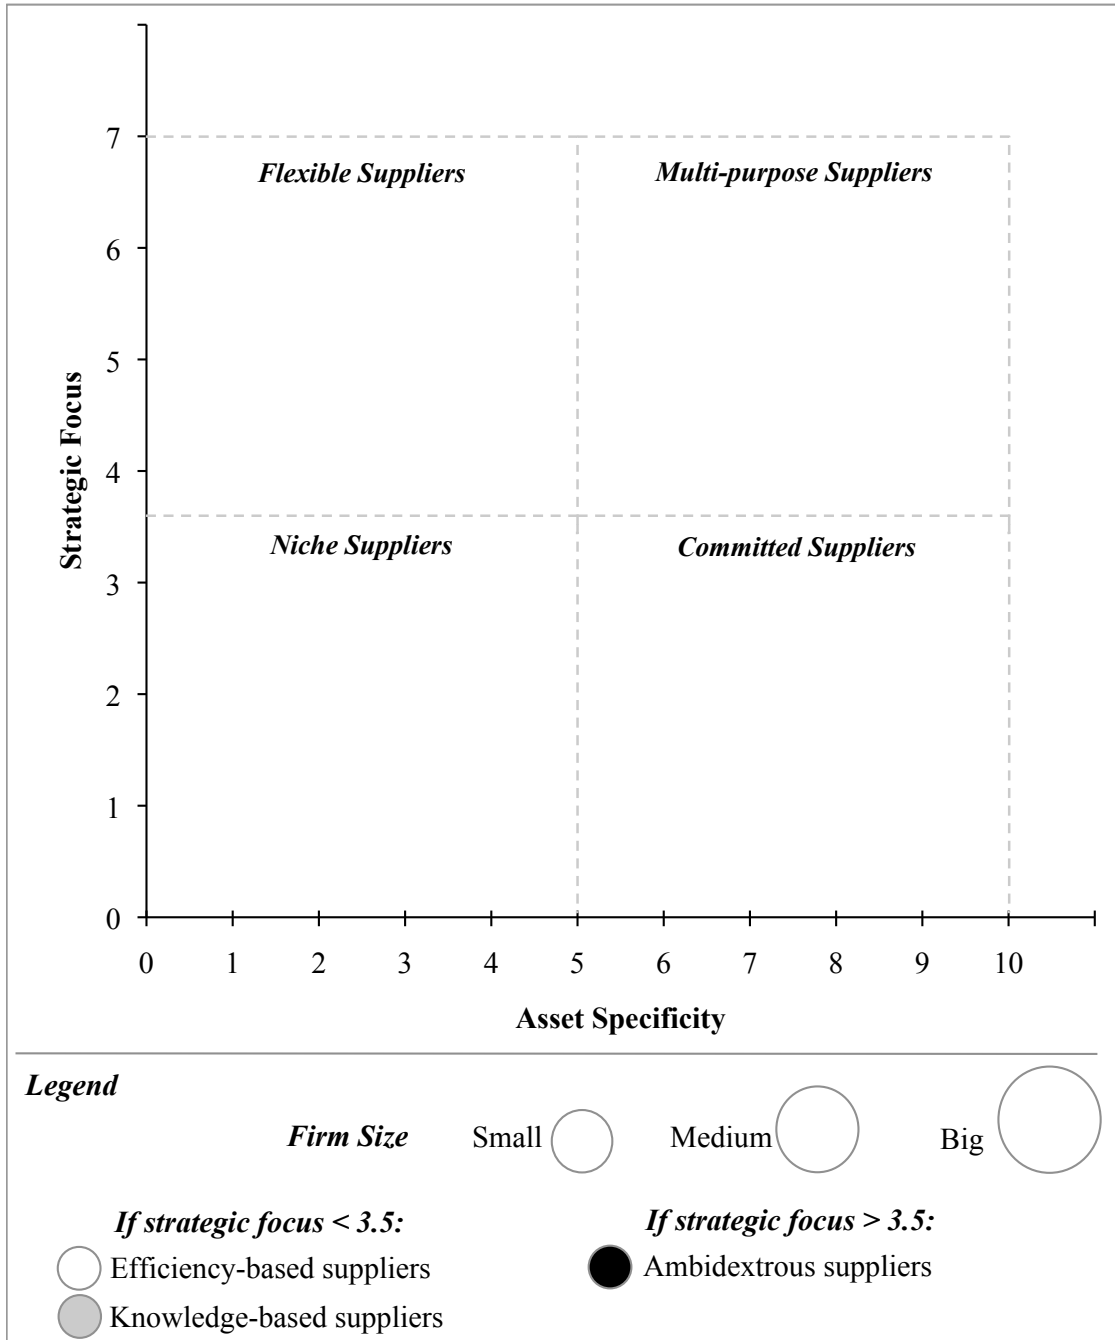 7
Flexible Suppliers Multi-purpose Suppliers
6
5
Strategic Focus
4
Niche Suppliers Committed Suppliers
3
2
1
0
0 1 2 3 4 5 6 7 8 9 10
Asset Specificity
Legend
Firm Size Small Medium Big
If strategic focus < 3.5: If strategic focus > 3.5:
Efficiency-based suppliers Ambidextrous suppliers
Knowledge-based suppliers